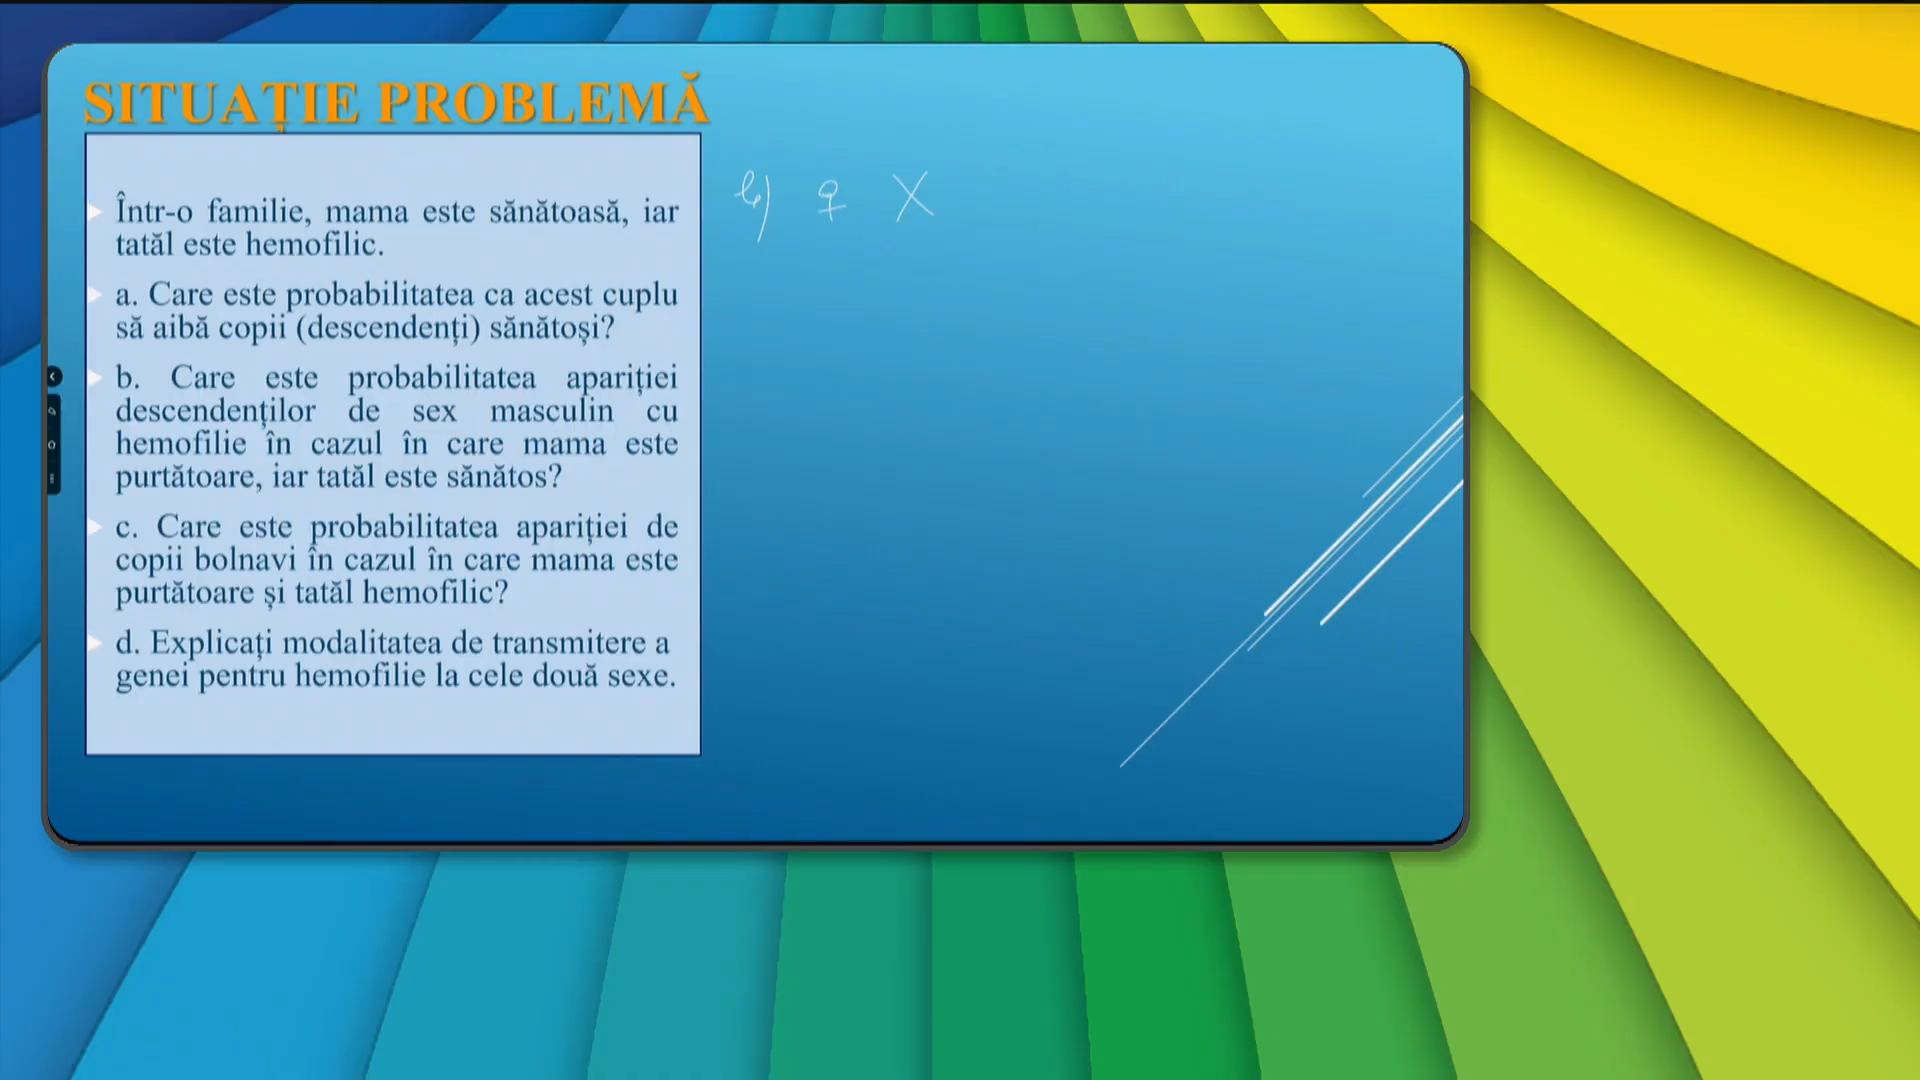 SITUAȚIE PROBLEMĂ
Într-o familie, mama este sănătoasă, iar
tatăl este hemofilic.
a. Care este probabilitatea ca acest cuplu
să aibă copii (descendenți) sănătoși?
b. Care este probabilitatea apariției
descendenților de sex masculin cu
hemofilie în cazul în care mama este
purtătoare, iar tatăl este sănătos?
c. Care este probabilitatea apariției de
copii bolnavi în cazul în care mama este
purtătoare și tatăl hemofilic?
d. Explicați modalitatea de transmitere a
genei pentru hemofilie la cele două sexe.
b) ♀ X